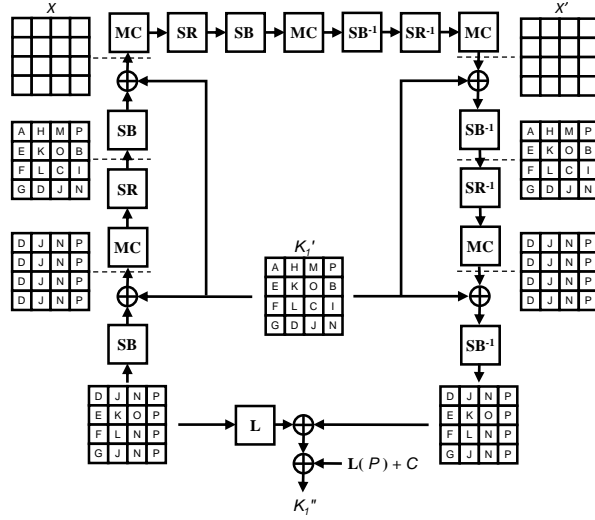 X
X'
MC SR SB MC SB⁻¹ SR⁻¹ MC
SB
SB⁻¹
A H M P
E K O B
F L C I
G D J N
A H M P
E K O B
F L C I
G D J N
SR
SR⁻¹
MC
MC
D J N P
D J N P
D J N P
D J N P
K₁'
A H M P
E K O B
F L C I
G D J N
D J N P
D J N P
D J N P
D J N P
SB
SB⁻¹
D J N P
E K O P
F L N P
G J N P
L
D J N P
E K O P
F L N P
G J N P
L(P) + C
K₁"